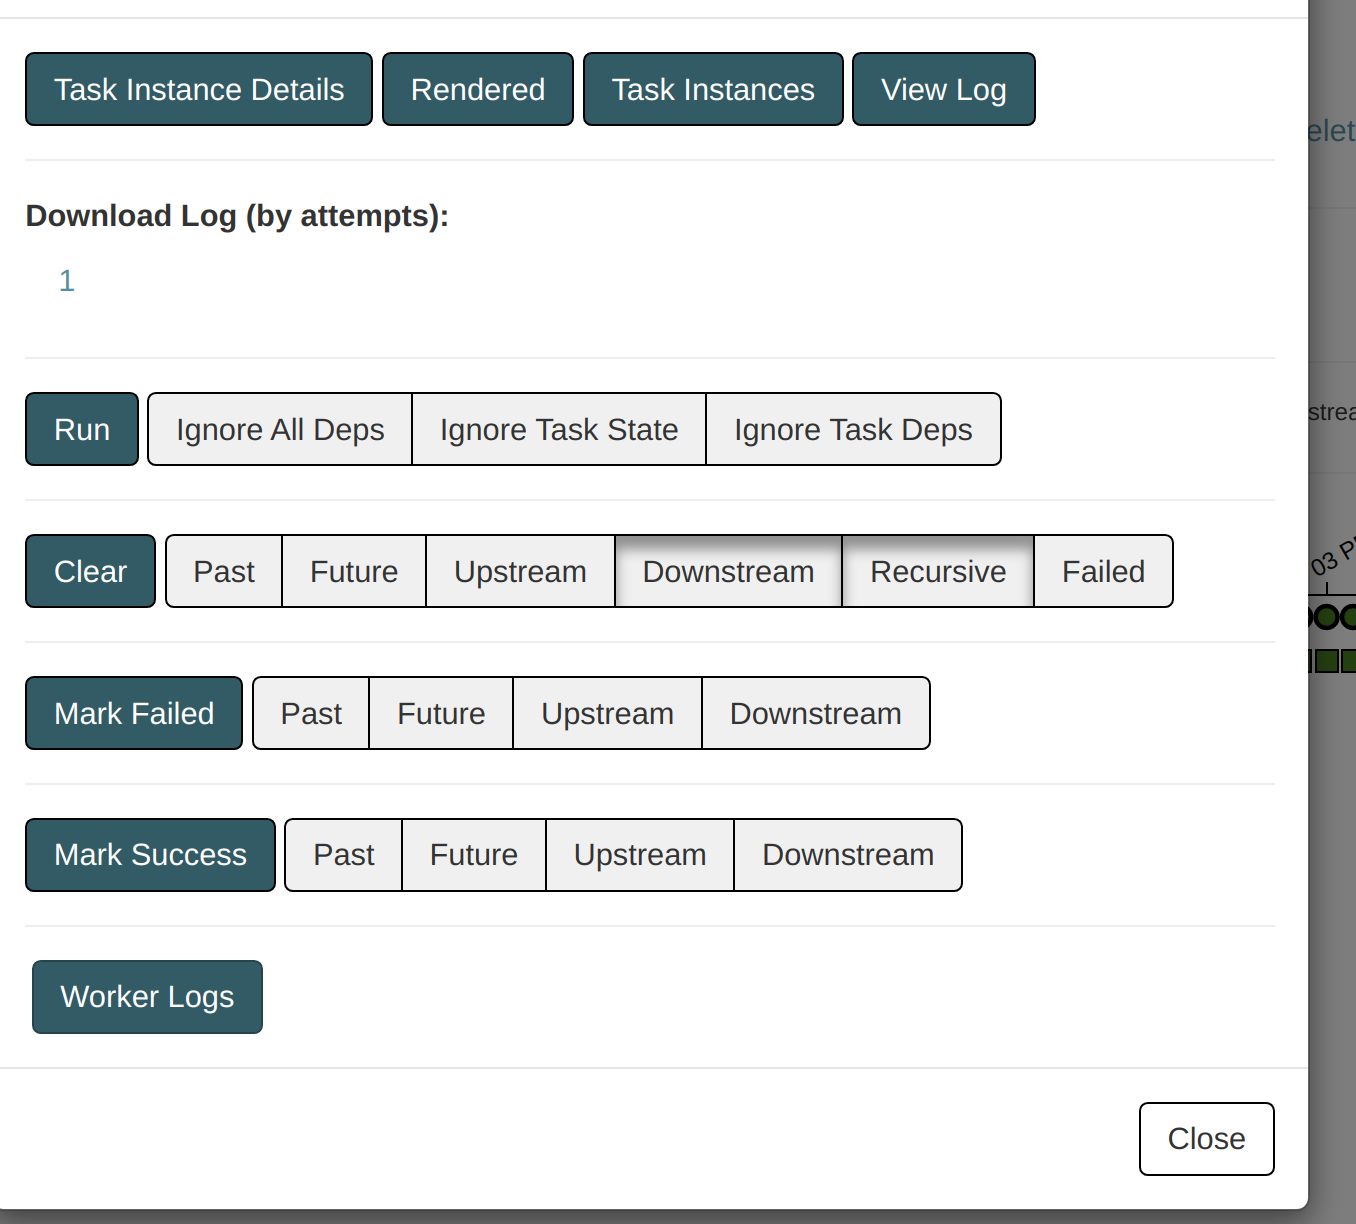 Task Instance Details Rendered Task Instances View Log
elet
Download Log (by attempts):
1
Run Ignore All Deps Ignore Task State Ignore Task Deps
strea
Clear Past Future Upstream Downstream Recursive Failed
03 P
Mark Failed Past Future Upstream Downstream
Mark Success Past Future Upstream Downstream
Worker Logs
Close